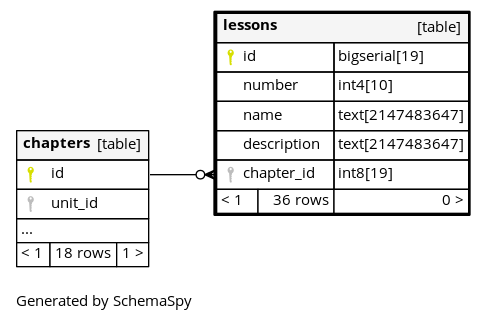 lessons [table]
id bigserial[19]
number int4[10]
name text[2147483647]
description text[2147483647]
chapter_id int8[19]
< 1 36 rows 0 >
chapters [table]
id
unit_id
...
< 1 18 rows 1 >
Generated by SchemaSpy